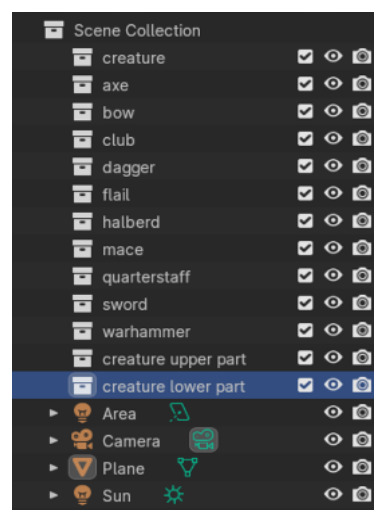 Scene Collection
creature
axe
bow
club
dagger
flail
halberd
mace
quarterstaff
sword
warhammer
creature upper part
creature lower part
Area
Camera
Plane
Sun